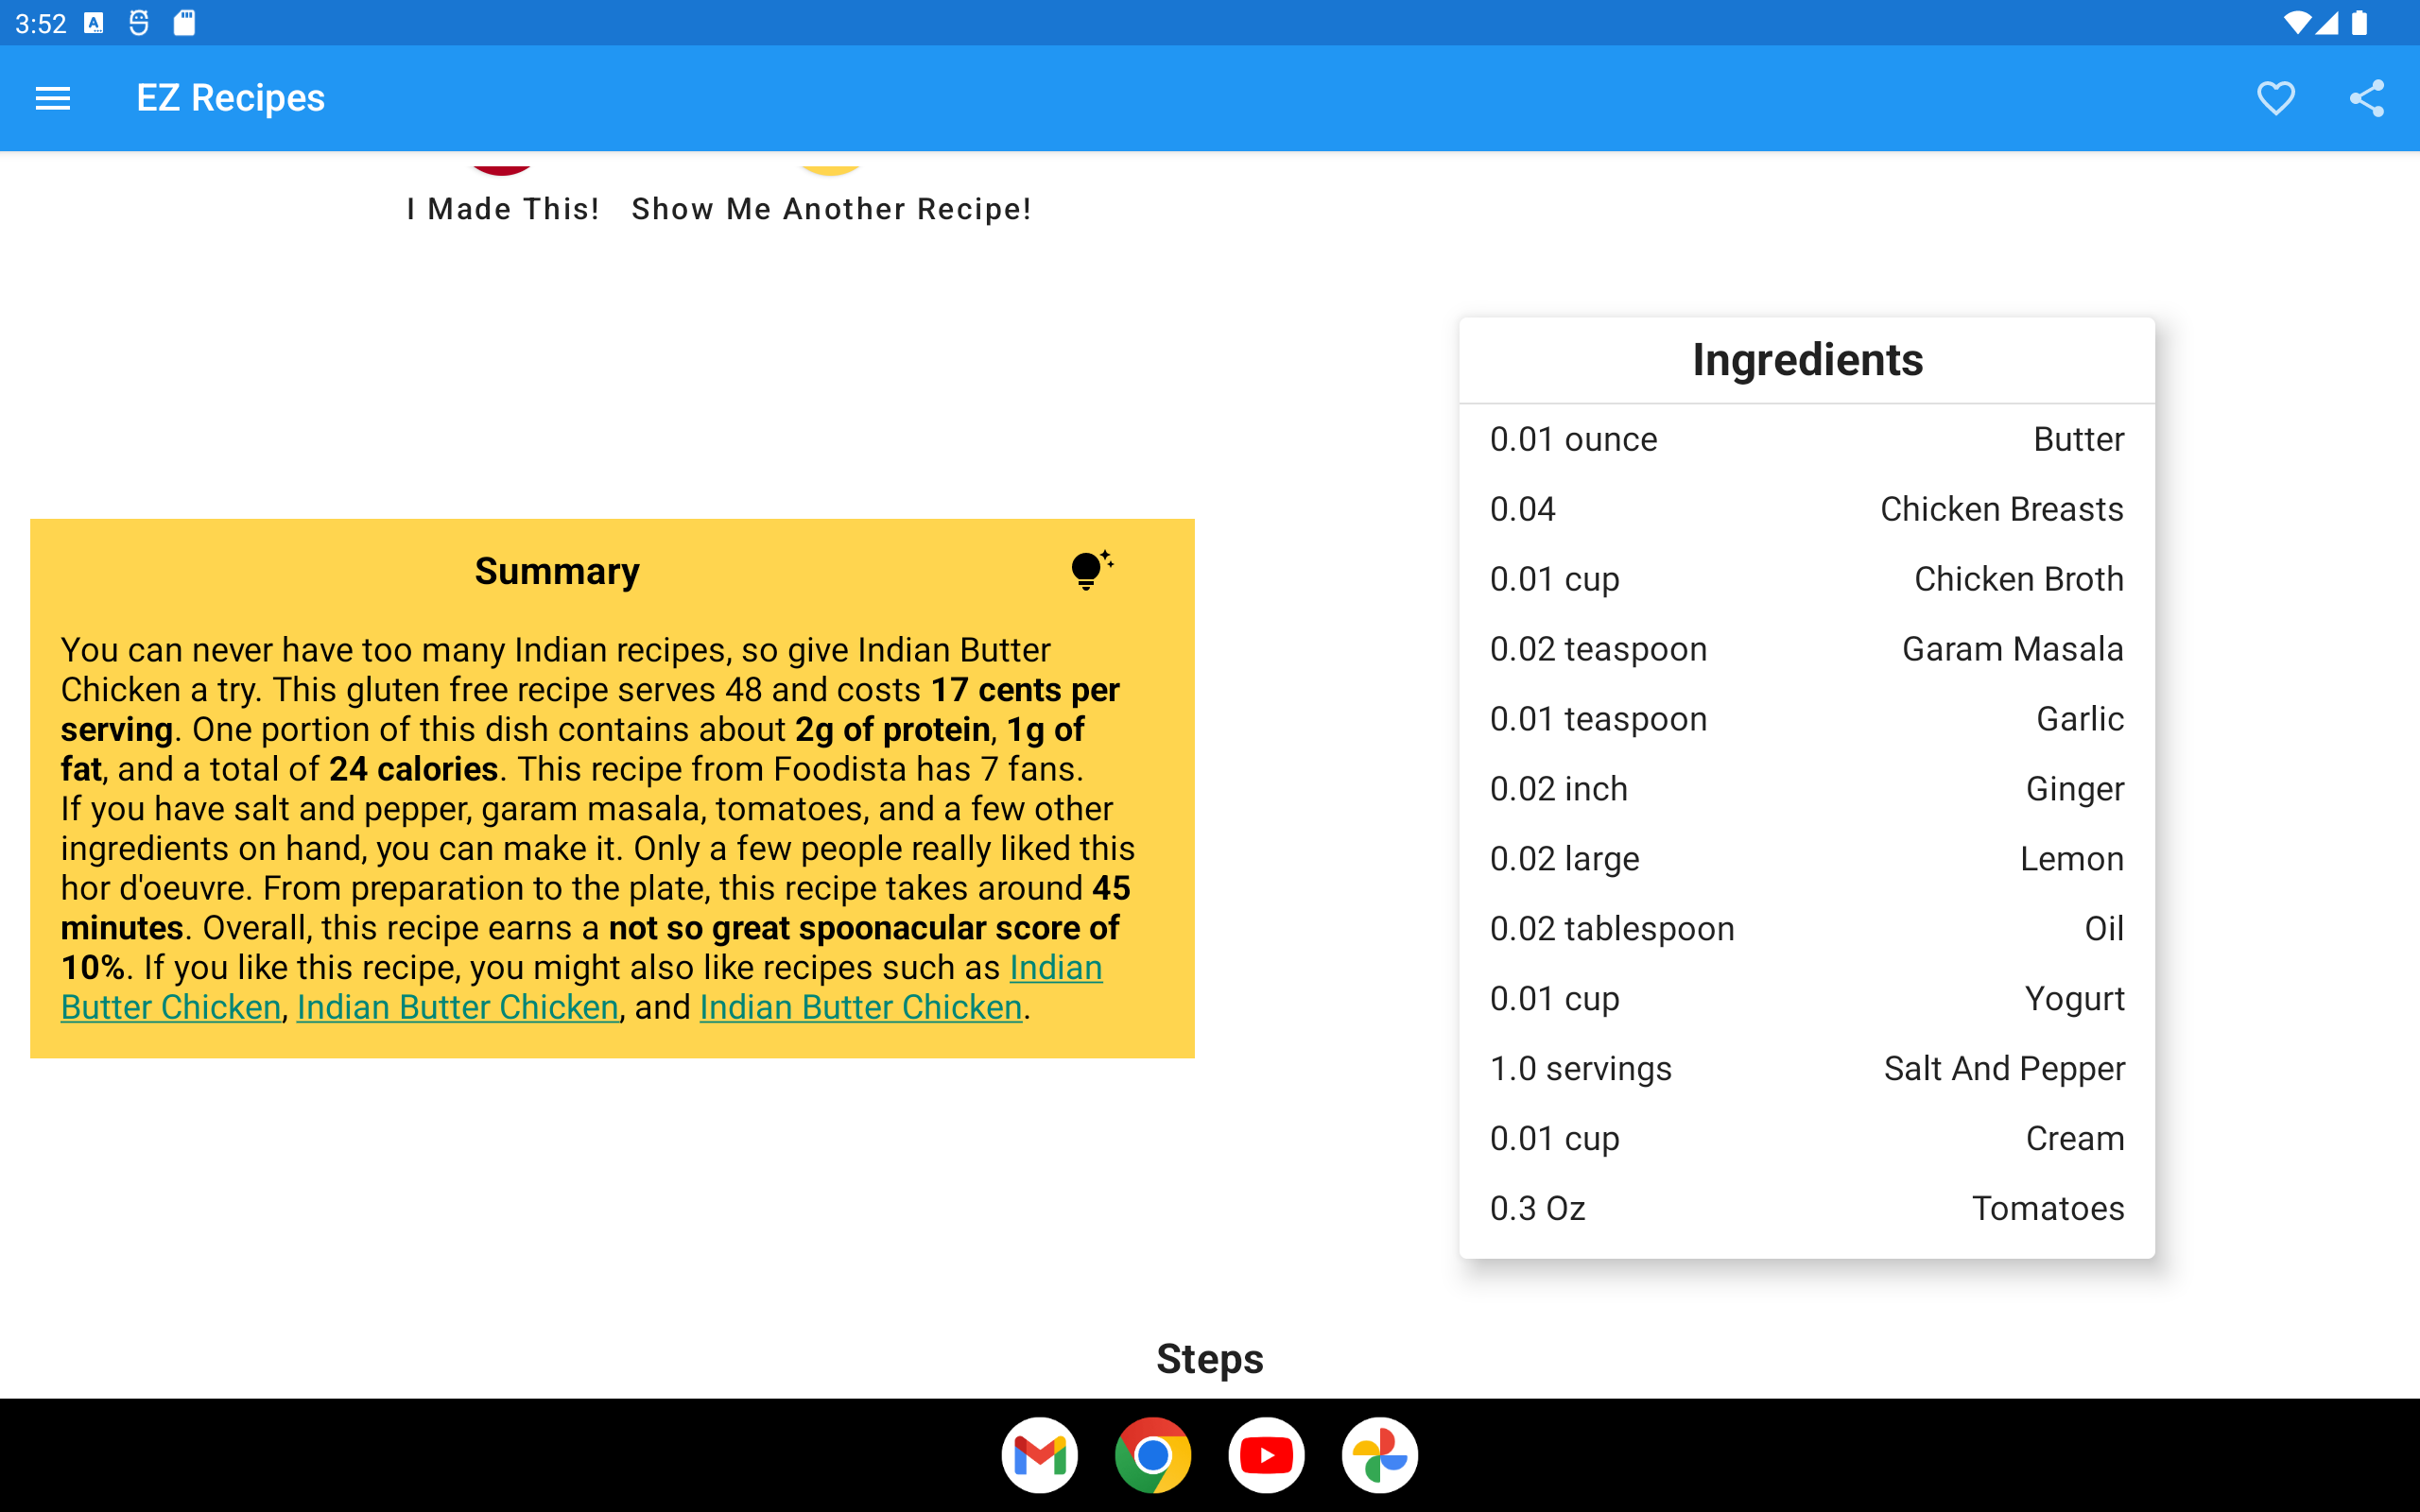 3:52
EZ Recipes
I Made This!
Show Me Another Recipe!
Summary
You can never have too many Indian recipes, so give Indian Butter
Chicken a try. This gluten free recipe serves 48 and costs 17 cents per
serving. One portion of this dish contains about 2g of protein, 1g of
fat, and a total of 24 calories. This recipe from Foodista has 7 fans.
If you have salt and pepper, garam masala, tomatoes, and a few other
ingredients on hand, you can make it. Only a few people really liked this
hor d'oeuvre. From preparation to the plate, this recipe takes around 45
minutes. Overall, this recipe earns a not so great spoonacular score of
10%. If you like this recipe, you might also like recipes such as Indian
Butter Chicken, Indian Butter Chicken, and Indian Butter Chicken.
Ingredients
0.01 ounce Butter
0.04 Chicken Breasts
0.01 cup Chicken Broth
0.02 teaspoon Garam Masala
0.01 teaspoon Garlic
0.02 inch Ginger
0.02 large Lemon
0.02 tablespoon Oil
0.01 cup Yogurt
1.0 servings Salt And Pepper
0.01 cup Cream
0.3 Oz Tomatoes
Steps